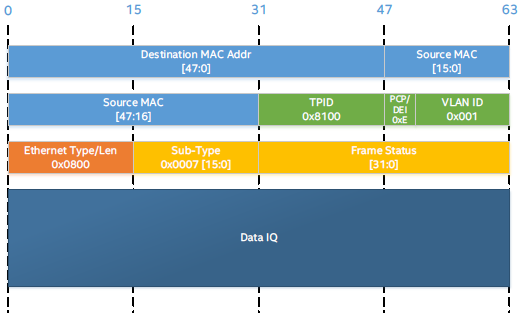 0 15 31 47 63
Destination MAC Addr
[47:0]
Source MAC
[15:0]
Source MAC
[47:16]
TPID
0x8100
PCP/
DEI
0xE
VLAN ID
0x001
Ethernet Type/Len
0x0800
Sub-Type
0x0007 [15:0]
Frame Status
[31:0]
Data IQ